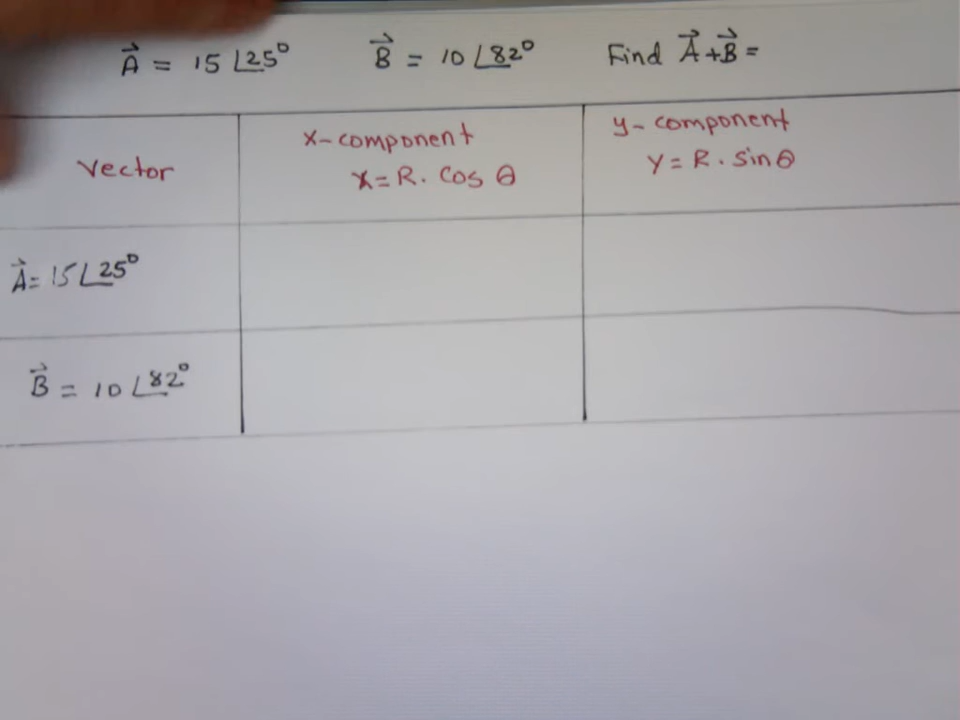 A⃗ = 15∠25° B⃗ = 10∠82° Find A⃗+B⃗ =
Vector x-component y-component
x = R. cos θ y = R. sin θ
A⃗ = 15∠25°
B⃗ = 10∠82°